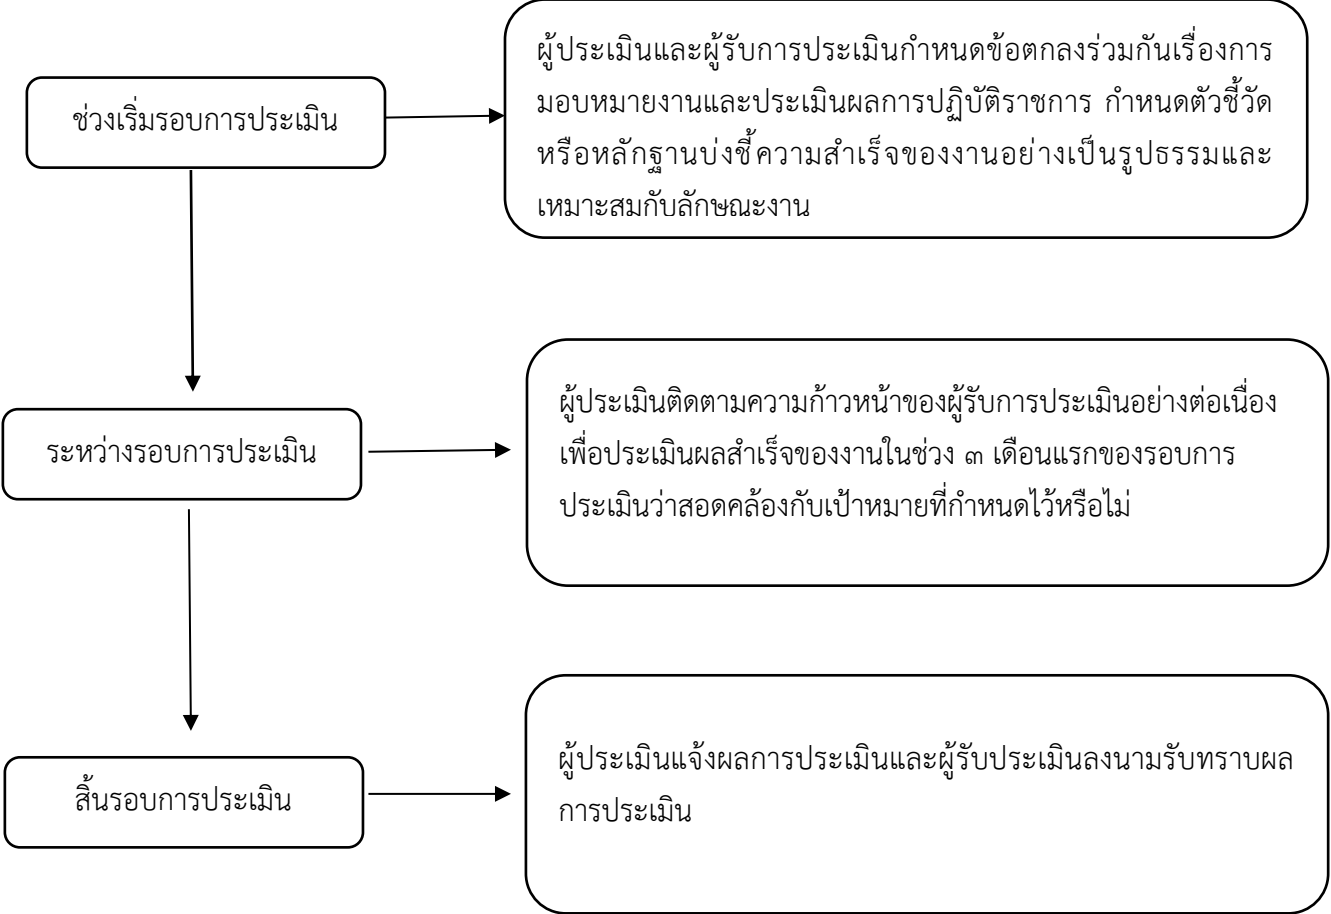 ช่วงเริ่มรอบการประเมิน
ผู้ประเมินและผู้รับการประเมินกำหนดข้อตกลงร่วมกันเรื่องการ
มอบหมายงานและประเมินผลการปฏิบัติราชการ กำหนดตัวชี้วัด
หรือหลักฐานบ่งชี้ความสำเร็จของงานอย่างเป็นรูปธรรมและ
เหมาะสมกับลักษณะงาน
ระหว่างรอบการประเมิน
ผู้ประเมินติดตามความก้าวหน้าของผู้รับการประเมินอย่างต่อเนื่อง
เพื่อประเมินผลสำเร็จของงานในช่วง ๓ เดือนแรกของรอบการ
ประเมินว่าสอดคล้องกับเป้าหมายที่กำหนดไว้หรือไม่
สิ้นรอบการประเมิน
ผู้ประเมินแจ้งผลการประเมินและผู้รับประเมินลงนามรับทราบผล
การประเมิน